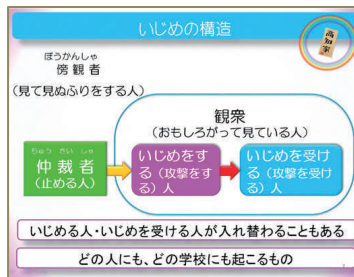 いじめの構造
高知家
ぼうかんしゃ
傍観者
(見て見ぬふりをする人)
観衆
(おもしろがって見ている人)
ちゅうさいしゃ
仲裁者
(止める人)
いじめをす
る(攻撃をす
る)人
いじめを受け
る(攻撃を受け
る)人
いじめる人・いじめを受ける人が入れ替わることもある
どの人にも、どの学校にも起こるもの